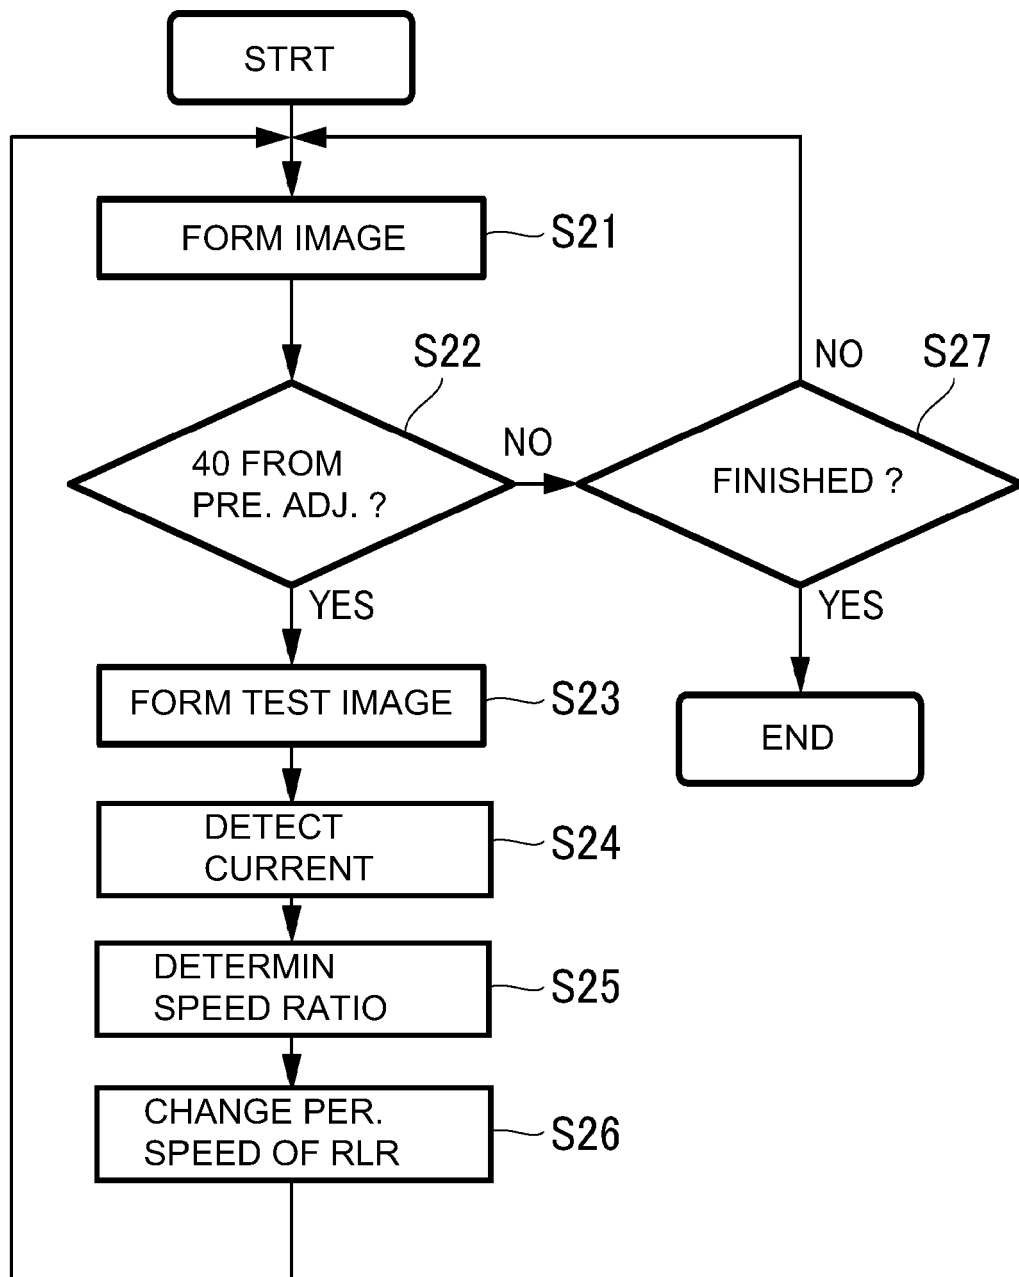 STRT
FORM IMAGE
S21
S22
40 FROM
PRE. ADJ. ?
NO
YES
S27
NO
FINISHED ?
YES
END
FORM TEST IMAGE
S23
DETECT
CURRENT
S24
DETERMIN
SPEED RATIO
S25
CHANGE PER.
SPEED OF RLR
S26